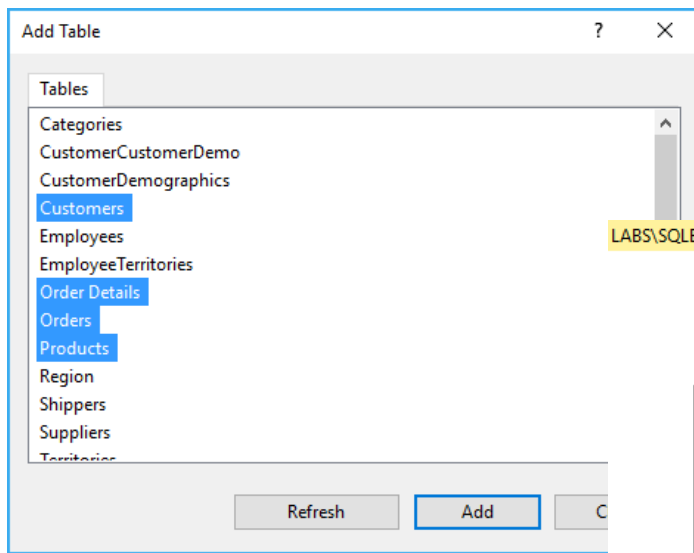 Add Table ?
Tables
Categories
CustomerCustomerDemo
CustomerDemographics
Customers
Employees
LABS\SQLE
EmployeeTerritories
Order Details
Orders
Products
Region
Shippers
Suppliers
Territories
Refresh Add C